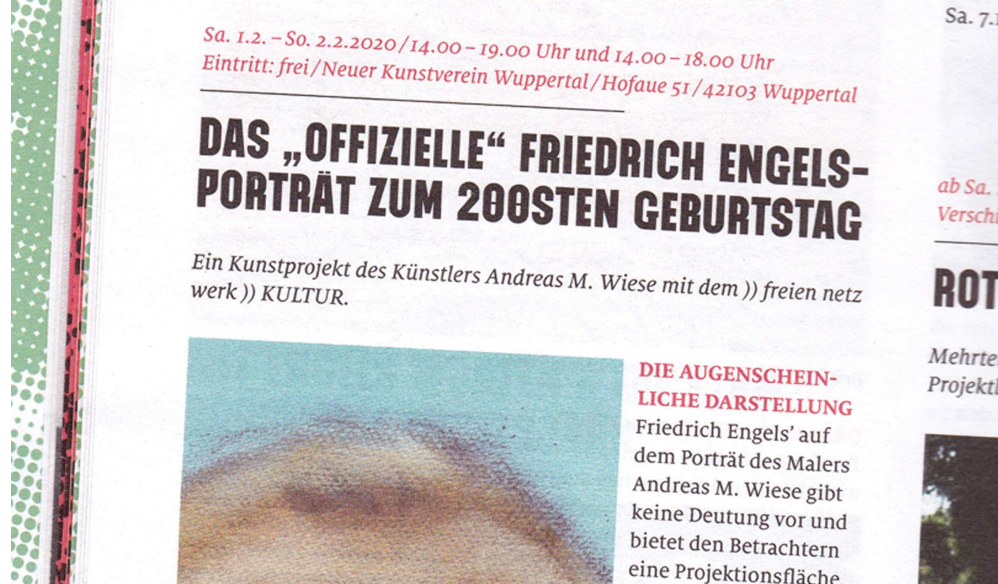 Sa. 1.2. – So. 2.2.2020/14.00 – 19.00 Uhr und 14.00 – 18.00 Uhr
Eintritt: frei/Neuer Kunstverein Wuppertal/Hofaue 51/42103 Wuppertal
DAS „OFFIZIELLE“ FRIEDRICH ENGELS-
PORTRÄT ZUM 200STEN GEBURTSTAG
Ein Kunstprojekt des Künstlers Andreas M. Wiese mit dem )) freien netz
werk )) KULTUR.
DIE AUGENSCHEIN-
LICHE DARSTELLUNG
Friedrich Engels’ auf
dem Porträt des Malers
Andreas M. Wiese gibt
keine Deutung vor und
bietet den Betrachtern
eine Projektionsfläche
Sa. 7.
ab Sa.
Versch
ROT
Mehrte
Projekt